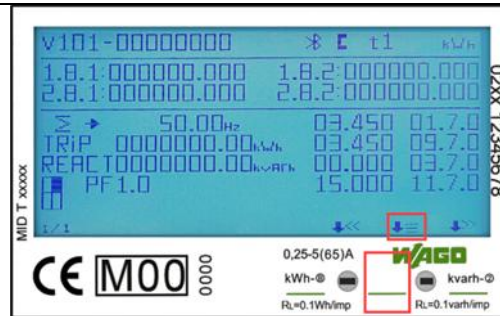 V101-00000000 t1 kWh
1.8.1:000000.000 1.8.2:000000.000
2.8.1:000000.000 2.8.2:000000.000
Σ 50.00Hz 03.450 01.7.0
TRiP 0000000.00kWh 03.450 09.7.0
REACT0000000.00kvArh 00.000 03.7.0
PF1.0 15.000 11.7.0
1/1
MID T xxxxx
CE M00 0000
0,25-5(65)A WAGO
kWh-① kvarh-②
RL=0.1Wh/imp RL=0.1varh/imp